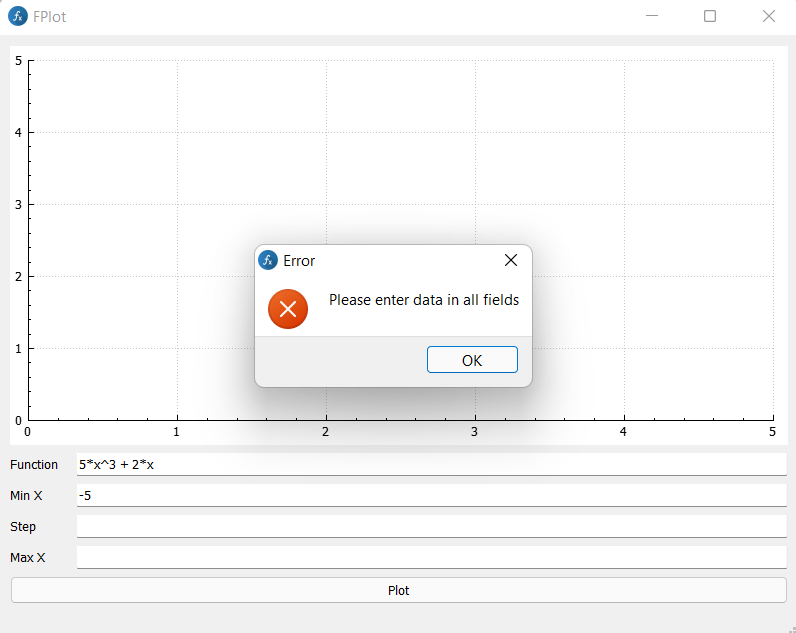 FPlot
5
4
3
2
1
0
0 1 2 3 4 5
Error
Please enter data in all fields
OK
Function 5*x^3 + 2*x
Min X -5
Step
Max X
Plot